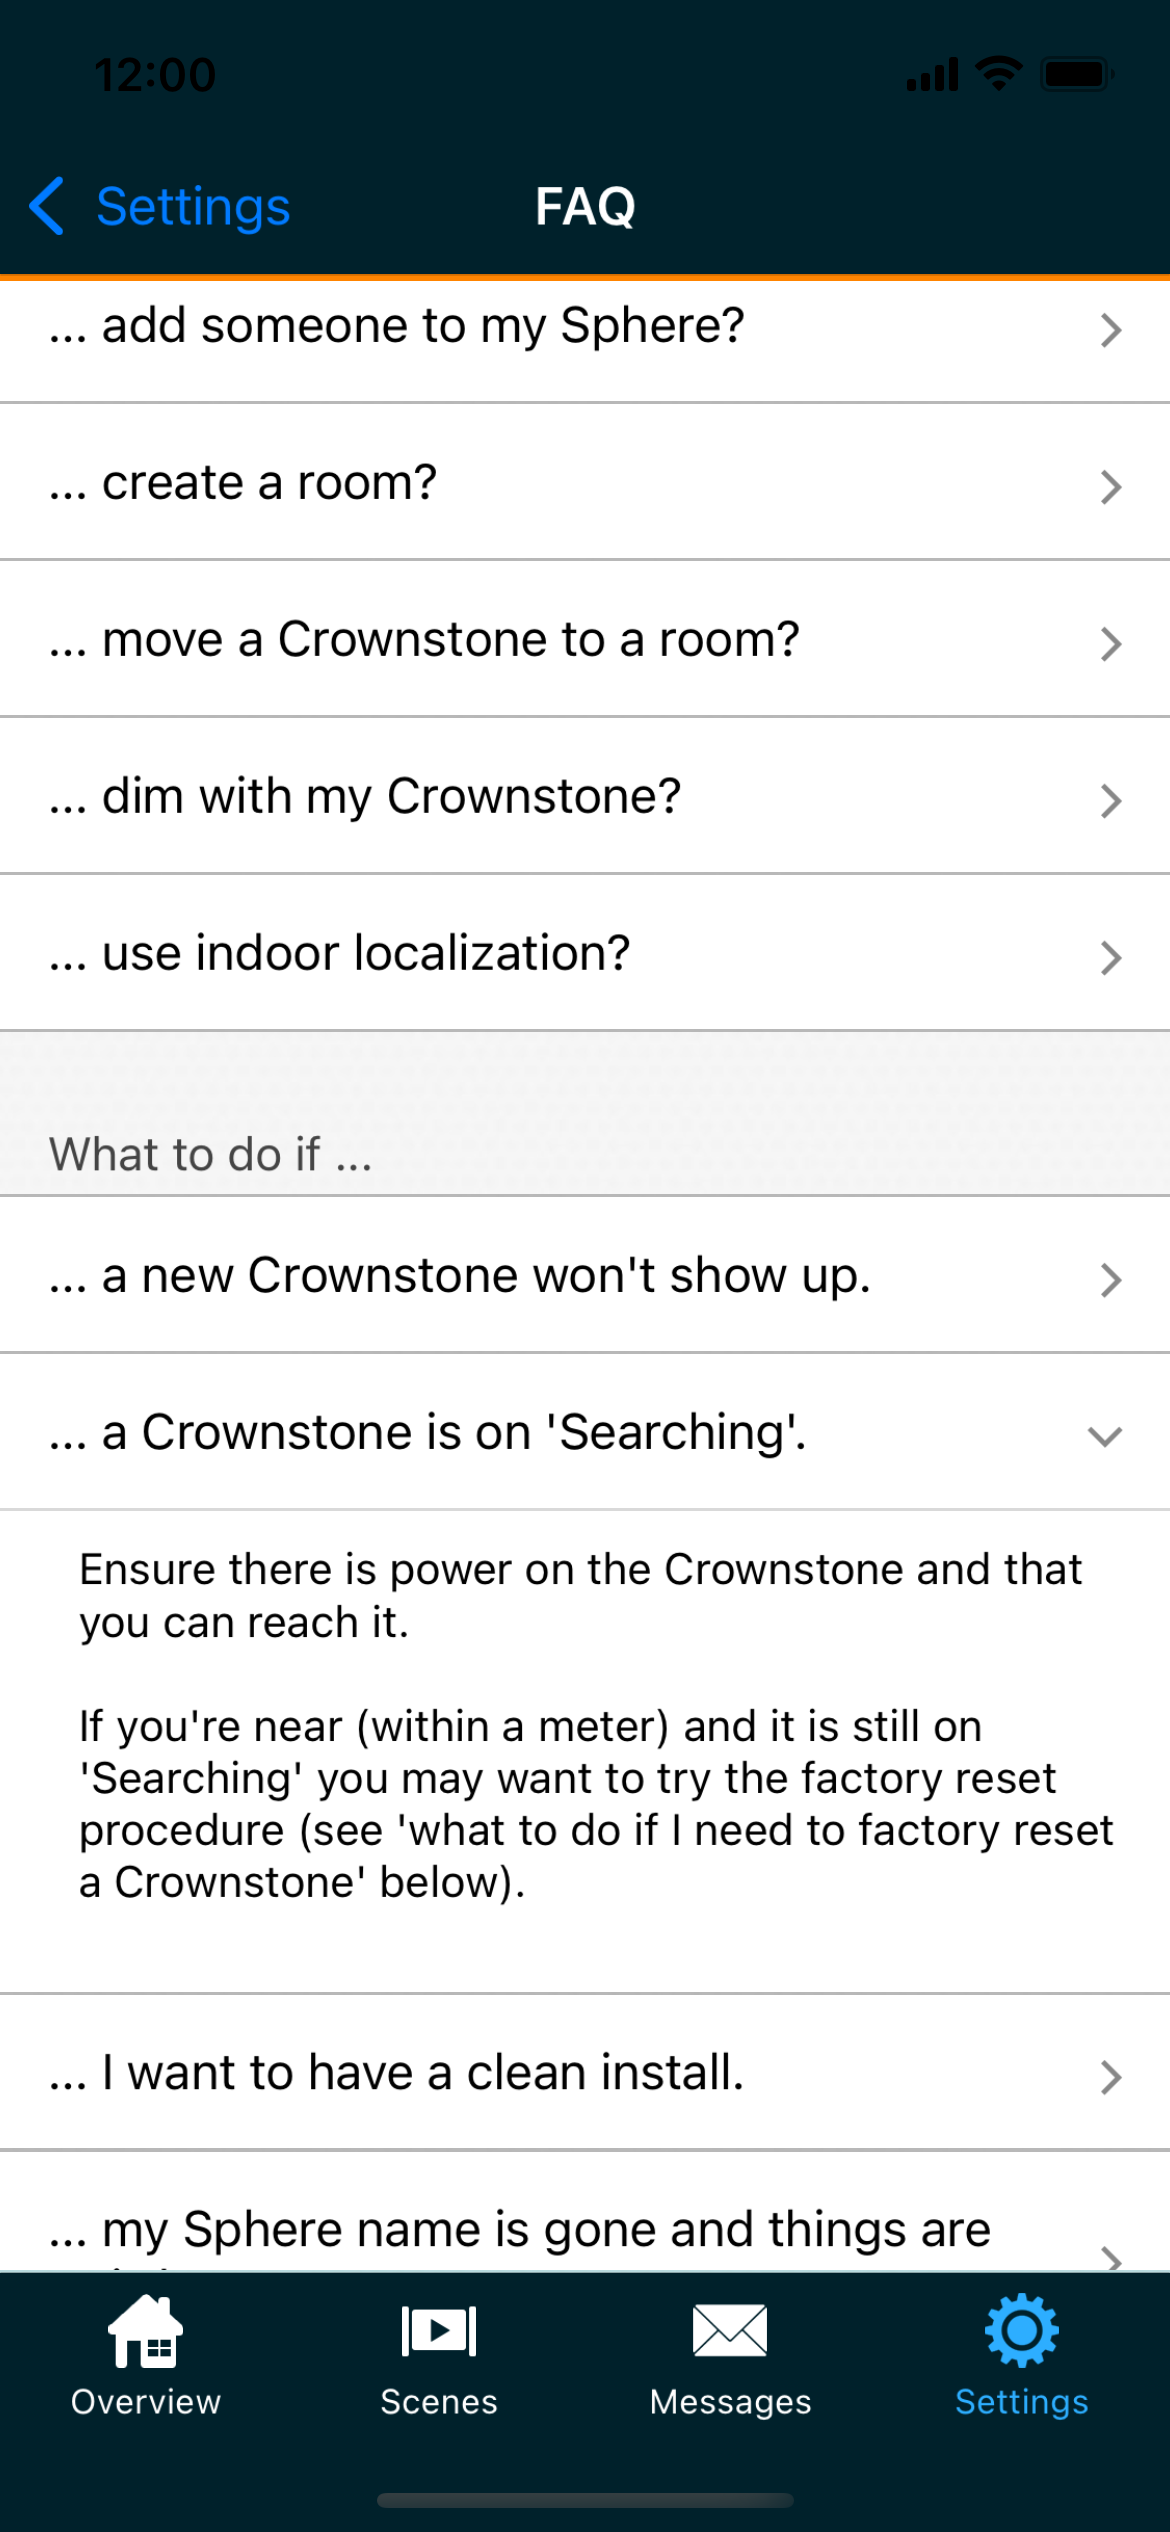 12:00
Settings
FAQ
... add someone to my Sphere?
... create a room?
... move a Crownstone to a room?
... dim with my Crownstone?
... use indoor localization?
What to do if ...
... a new Crownstone won't show up.
... a Crownstone is on 'Searching'.
Ensure there is power on the Crownstone and that
you can reach it.
If you're near (within a meter) and it is still on
'Searching' you may want to try the factory reset
procedure (see 'what to do if I need to factory reset
a Crownstone' below).
... I want to have a clean install.
... my Sphere name is gone and things are
Overview
Scenes
Messages
Settings